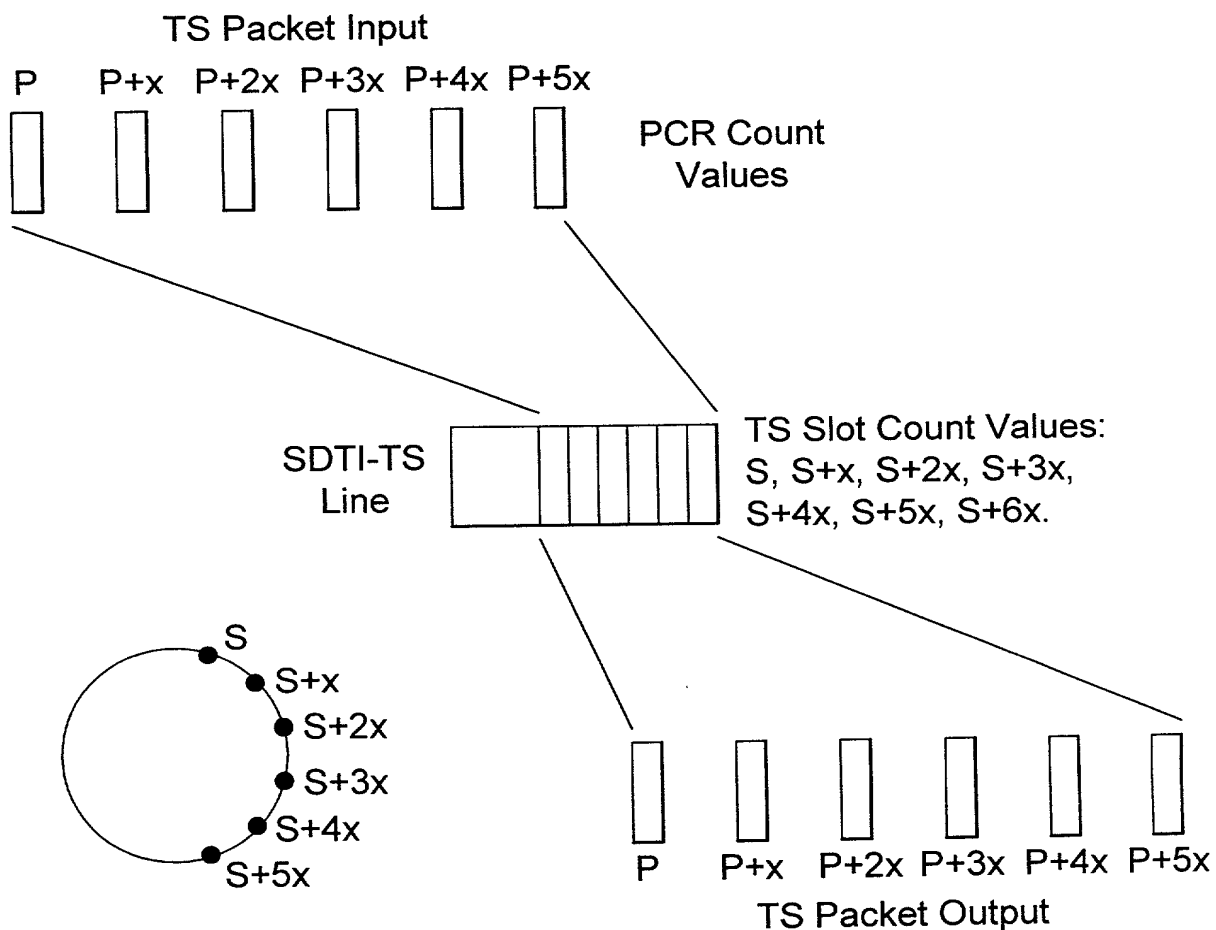 TS Packet Input
P P+x P+2x P+3x P+4x P+5x
PCR Count
Values
SDTI-TS
Line
TS Slot Count Values:
S, S+x, S+2x, S+3x,
S+4x, S+5x, S+6x.
S
S+x
S+2x
S+3x
S+4x
S+5x
P P+x P+2x P+3x P+4x P+5x
TS Packet Output